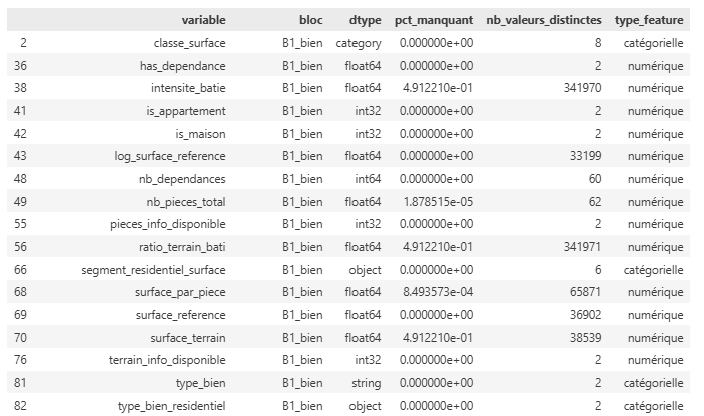 variable bloc dtype pct_manquant nb_valeurs_distinctes type_feature
2 classe_surface B1_bien category 0.000000e+00 8 catégorielle
36 has_dependance B1_bien float64 0.000000e+00 2 numérique
38 intensite_batie B1_bien float64 4.912210e-01 341970 numérique
41 is_appartement B1_bien int32 0.000000e+00 2 numérique
42 is_maison B1_bien int32 0.000000e+00 2 numérique
43 log_surface_reference B1_bien float64 0.000000e+00 33199 numérique
48 nb_dependances B1_bien int64 0.000000e+00 60 numérique
49 nb_pieces_total B1_bien float64 1.878515e-05 62 numérique
55 pieces_info_disponible B1_bien int32 0.000000e+00 2 numérique
56 ratio_terrain_bati B1_bien float64 4.912210e-01 341971 numérique
66 segment_residentiel_surface B1_bien object 0.000000e+00 6 catégorielle
68 surface_par_piece B1_bien float64 8.493573e-04 65871 numérique
69 surface_reference B1_bien float64 0.000000e+00 36902 numérique
70 surface_terrain B1_bien float64 4.912210e-01 38539 numérique
76 terrain_info_disponible B1_bien int32 0.000000e+00 2 numérique
81 type_bien B1_bien string 0.000000e+00 2 catégorielle
82 type_bien_residentiel B1_bien object 0.000000e+00 2 catégorielle